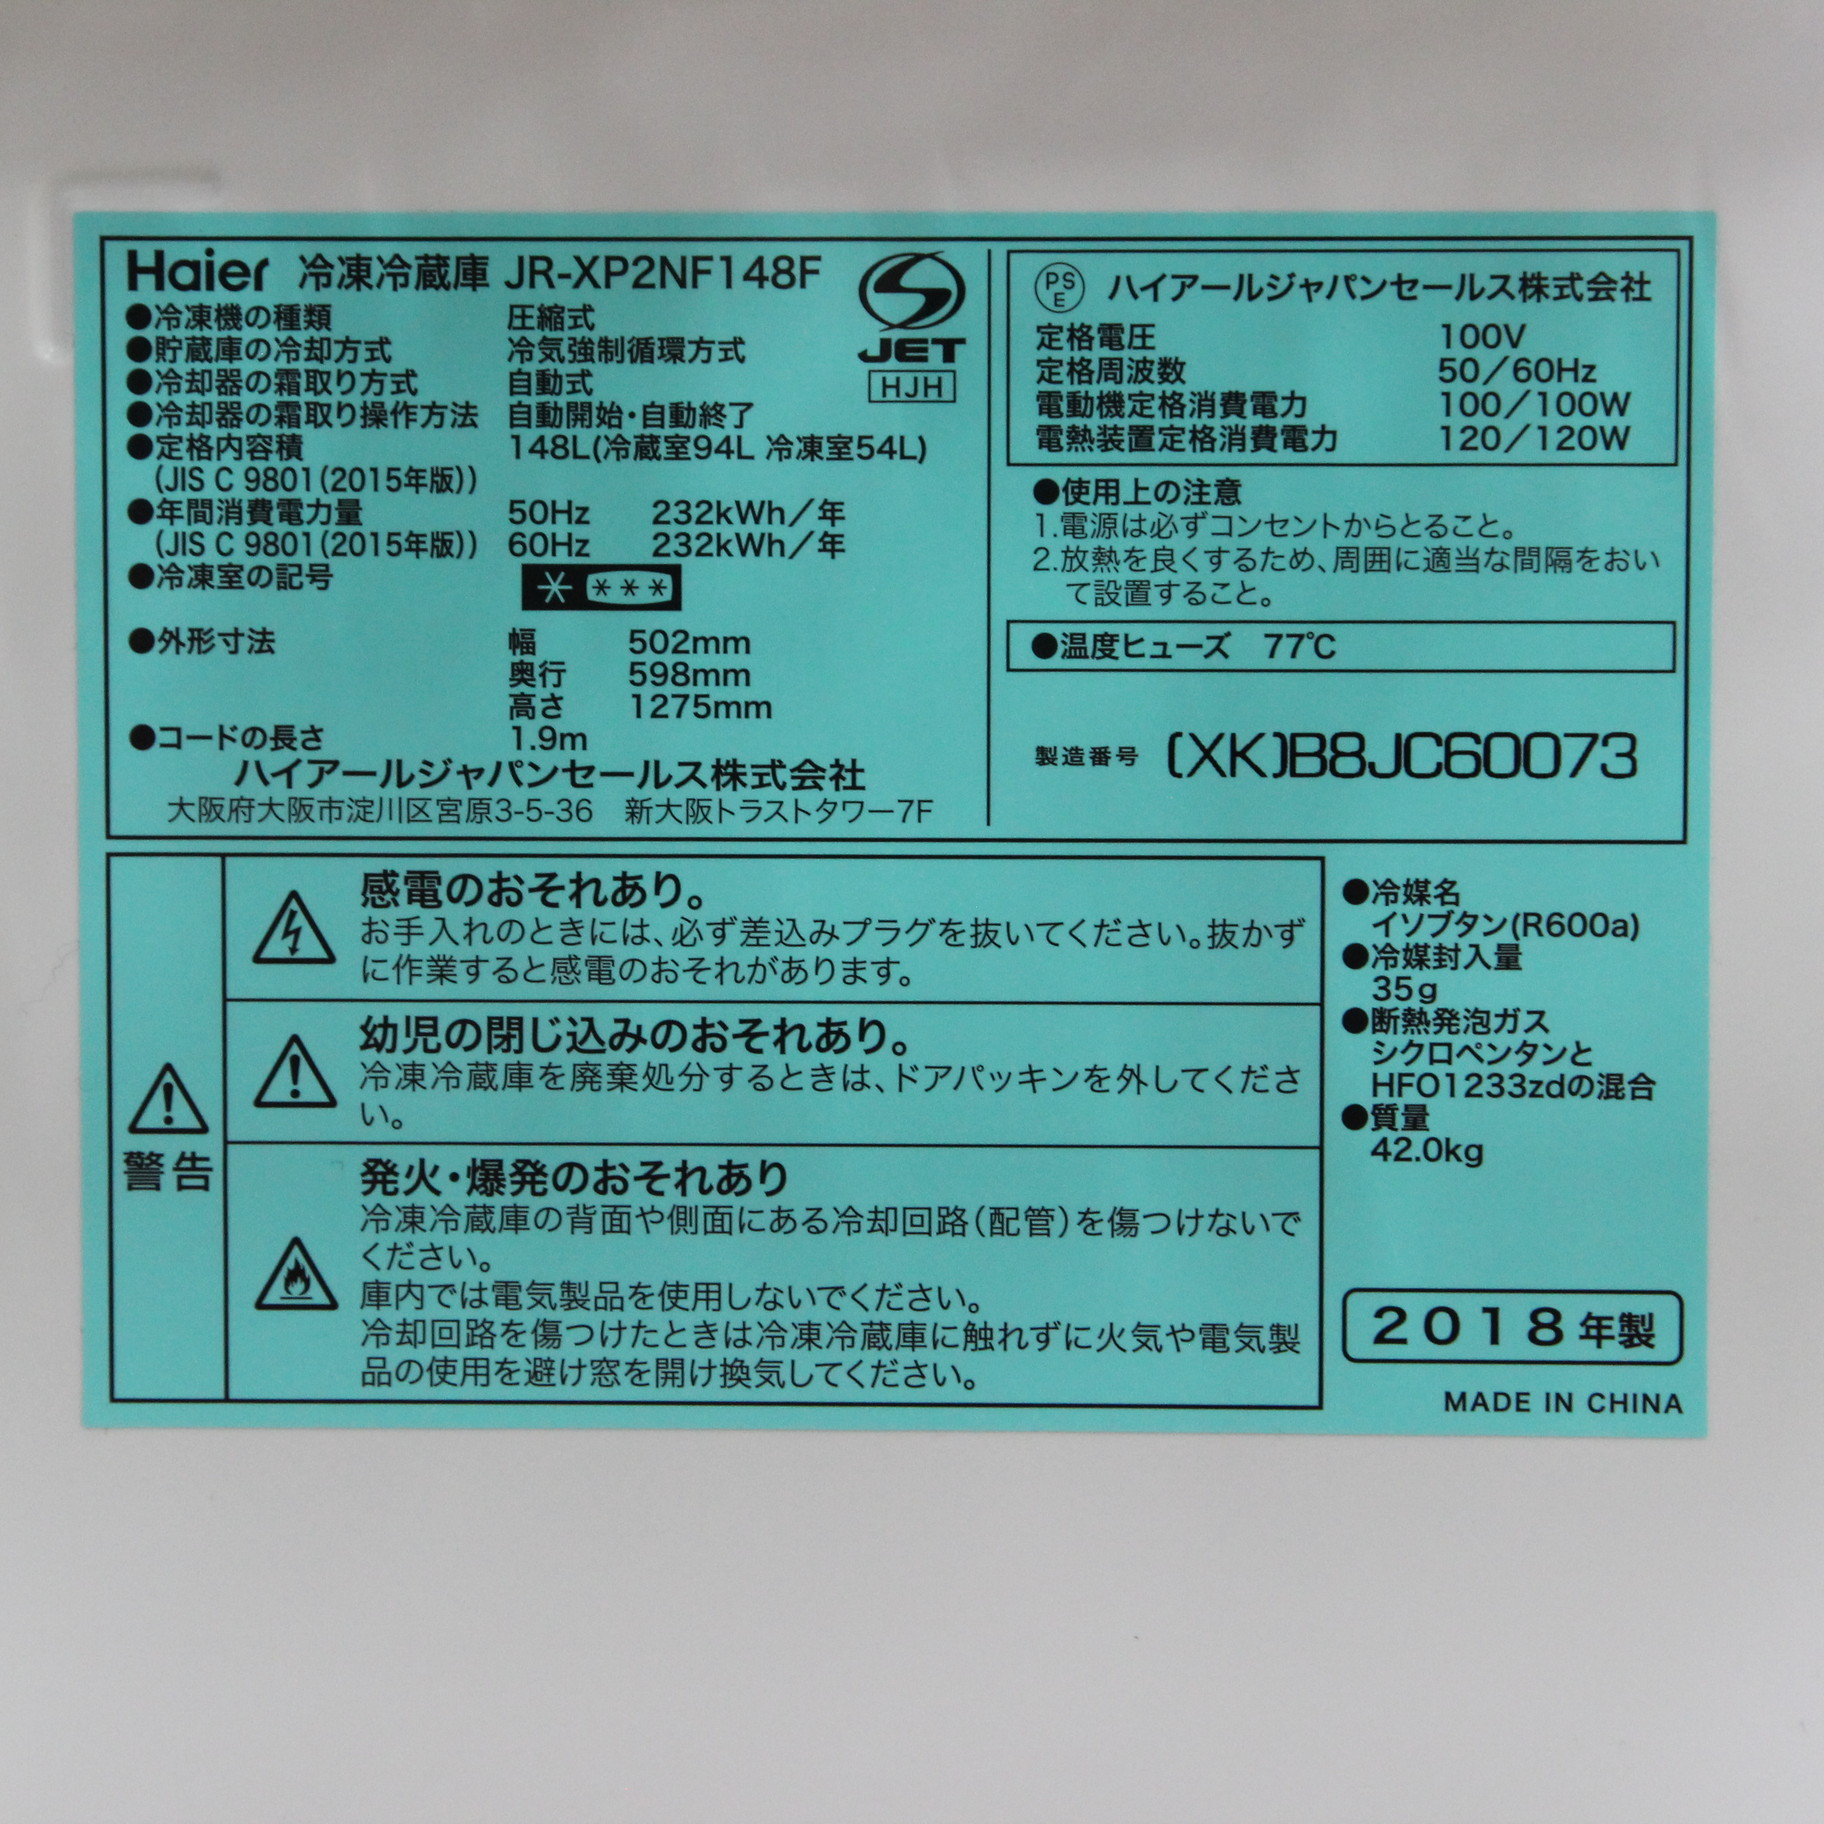 Haier 冷凍冷蔵庫 JR-XP2NF148F
●冷凍機の種類 圧縮式
●貯蔵庫の冷却方式 冷気強制循環方式
●冷却器の霜取り方式 自動式
●冷却器の霜取り操作方法 自動開始・自動終了
●定格内容積 148L(冷蔵室94L 冷凍室54L)
(JIS C 9801(2015年版))
●年間消費電力量 50Hz 232kWh／年
(JIS C 9801(2015年版)) 60Hz 232kWh／年
●冷凍室の記号 * ***
●外形寸法 幅 502mm
奥行 598mm
高さ 1275mm
●コードの長さ 1.9m
ハイアールジャパンセールス株式会社
大阪府大阪市淀川区宮原3-5-36 新大阪トラストタワー7F
JET
HJH
PS
E
ハイアールジャパンセールス株式会社
定格電圧 100V
定格周波数 50／60Hz
電動機定格消費電力 100／100W
電熱装置定格消費電力 120／120W
●使用上の注意
1.電源は必ずコンセントからとること。
2.放熱を良くするため、周囲に適当な間隔をおい
て設置すること。
●温度ヒューズ 77℃
製造番号 (XK)B8JC60073
警告
感電のおそれあり。
お手入れのときには、必ず差込みプラグを抜いてください。抜かず
に作業すると感電のおそれがあります。
幼児の閉じ込みのおそれあり。
冷凍冷蔵庫を廃棄処分するときは、ドアパッキンを外してくださ
い。
発火・爆発のおそれあり
冷凍冷蔵庫の背面や側面にある冷却回路(配管)を傷つけないで
ください。
庫内では電気製品を使用しないでください。
冷却回路を傷つけたときは冷凍冷蔵庫に触れずに火気や電気製
品の使用を避け窓を開け換気してください。
●冷媒名
イソブタン(R600a)
●冷媒封入量
35g
●断熱発泡ガス
シクロペンタンと
HFO1233zdの混合
●質量
42.0kg
2018年製
MADE IN CHINA